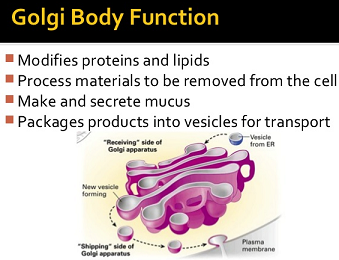 Golgi Body Function
Modifies proteins and lipids
Process materials to be removed from the cell
Make and secrete mucus
Packages products into vesicles for transport
"Receiving" side of
Golgi apparatus
Vesicle
from ER
New vesicle
forming
"Shipping" side of
Golgi apparatus
Plasma
membrane